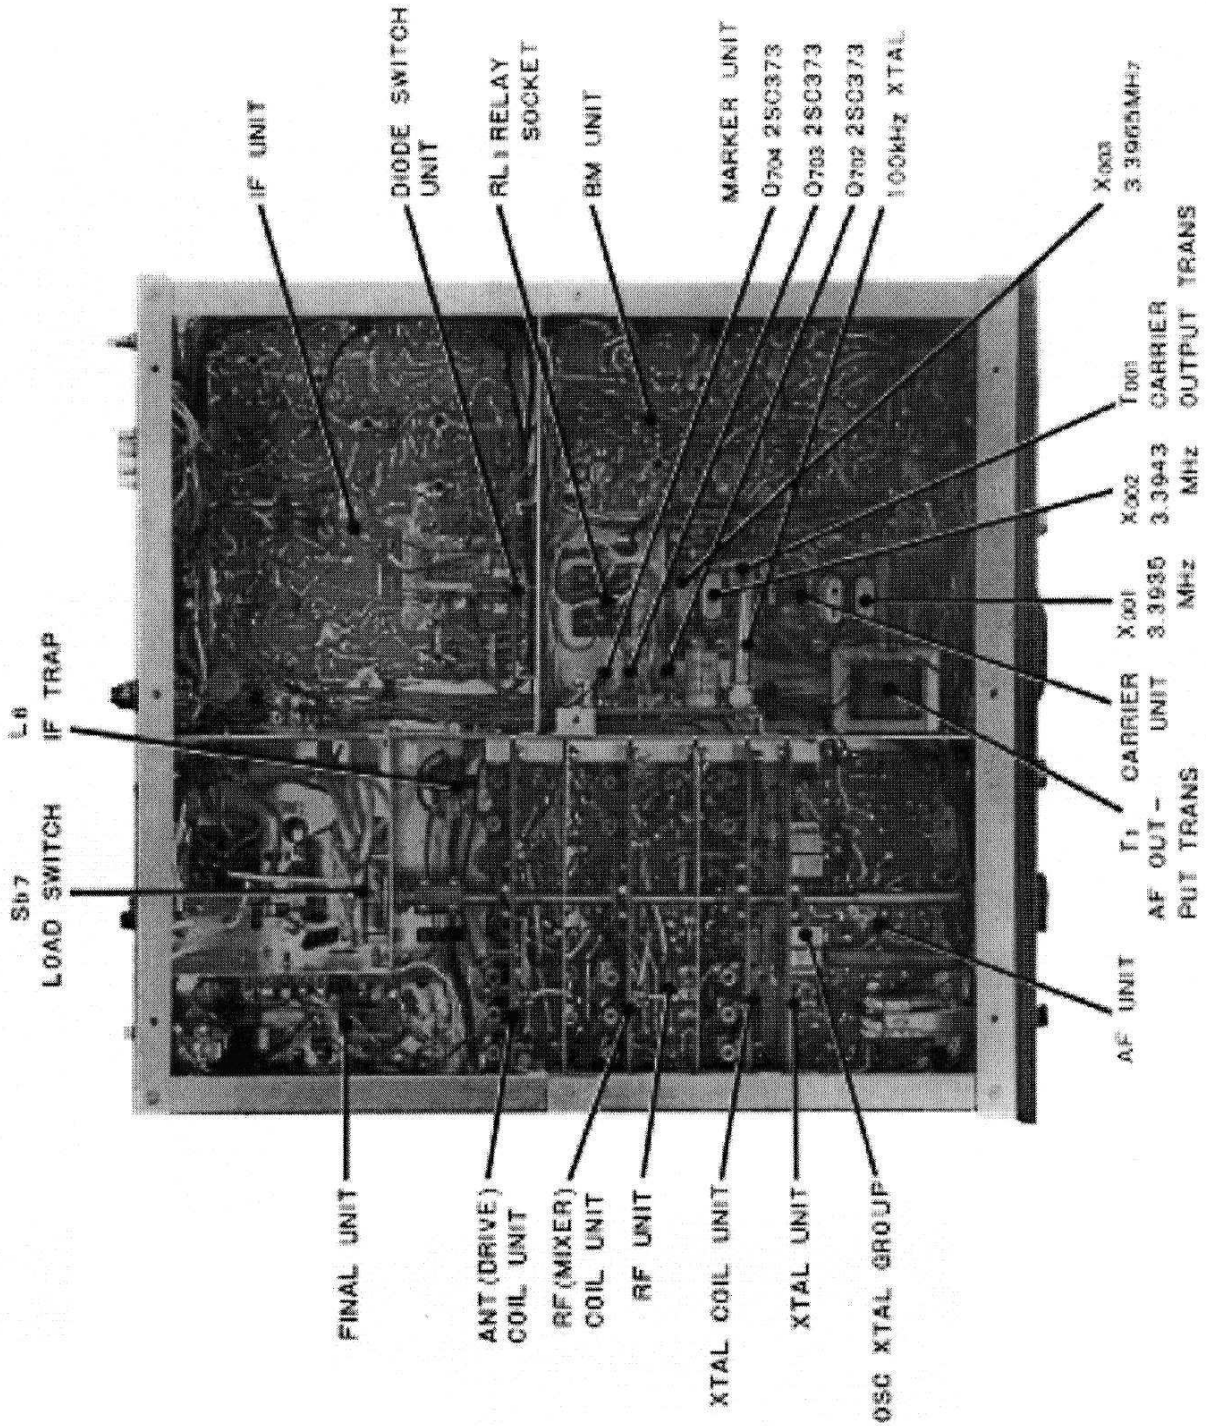 S67
LOAD SWITCH
L8
IF TRAP
IF UNIT
DIODE SWITCH
UNIT
RL1 RELAY
SOCKET
BM UNIT
MARKER UNIT
Q704 2SC373
Q703 2SC373
Q702 2SC373
100kHz XTAL
X003
3.3965MHz
T001
CARRIER
OUTPUT TRANS
X002
3.3943
MHz
X001
3.3935
MHz
CARRIER
UNIT
T1
AF OUT-
PUT TRANS
AF UNIT
FINAL UNIT
ANT(DRIVE)
COIL UNIT
RF(MIXER)
COIL UNIT
RF UNIT
XTAL COIL UNIT
XTAL UNIT
OSC XTAL GROUP